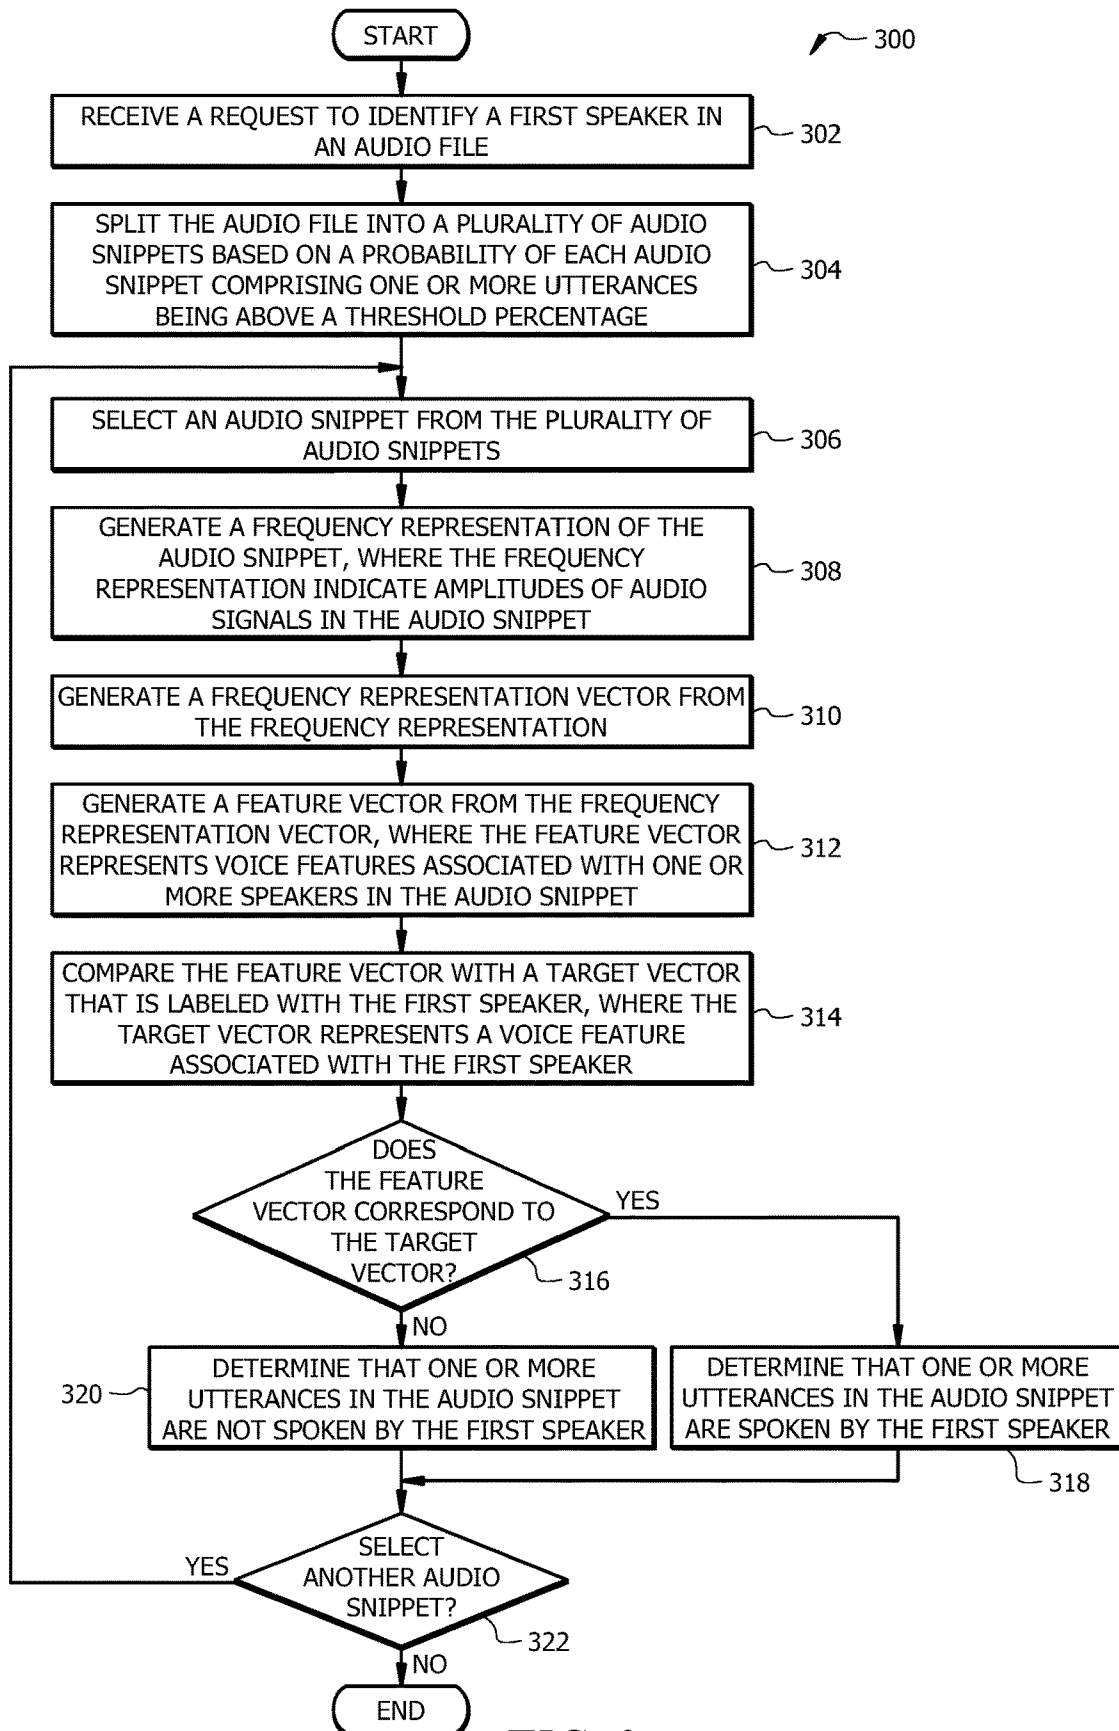 START
300
RECEIVE A REQUEST TO IDENTIFY A FIRST SPEAKER IN
AN AUDIO FILE
302
SPLIT THE AUDIO FILE INTO A PLURALITY OF AUDIO
SNIPPETS BASED ON A PROBABILITY OF EACH AUDIO
SNIPPET COMPRISING ONE OR MORE UTTERANCES
BEING ABOVE A THRESHOLD PERCENTAGE
304
SELECT AN AUDIO SNIPPET FROM THE PLURALITY OF
AUDIO SNIPPETS
306
GENERATE A FREQUENCY REPRESENTATION OF THE
AUDIO SNIPPET, WHERE THE FREQUENCY
REPRESENTATION INDICATE AMPLITUDES OF AUDIO
SIGNALS IN THE AUDIO SNIPPET
308
GENERATE A FREQUENCY REPRESENTATION VECTOR FROM
THE FREQUENCY REPRESENTATION
310
GENERATE A FEATURE VECTOR FROM THE FREQUENCY
REPRESENTATION VECTOR, WHERE THE FEATURE VECTOR
REPRESENTS VOICE FEATURES ASSOCIATED WITH ONE OR
MORE SPEAKERS IN THE AUDIO SNIPPET
312
COMPARE THE FEATURE VECTOR WITH A TARGET VECTOR
THAT IS LABELED WITH THE FIRST SPEAKER, WHERE THE
TARGET VECTOR REPRESENTS A VOICE FEATURE
ASSOCIATED WITH THE FIRST SPEAKER
314
DOES
THE FEATURE
VECTOR CORRESPOND TO
THE TARGET
VECTOR?
316
YES
NO
DETERMINE THAT ONE OR MORE
UTTERANCES IN THE AUDIO SNIPPET
ARE NOT SPOKEN BY THE FIRST SPEAKER
320
DETERMINE THAT ONE OR MORE
UTTERANCES IN THE AUDIO SNIPPET
ARE SPOKEN BY THE FIRST SPEAKER
318
SELECT
ANOTHER AUDIO
SNIPPET?
322
YES
NO
END